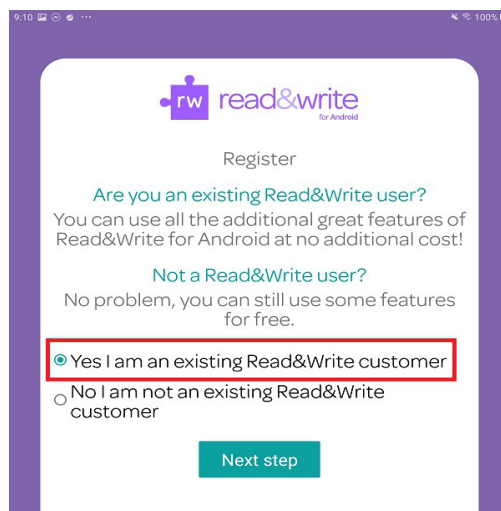 9:10 ··· 100%
rw read&write
for Android
Register
Are you an existing Read&Write user?
You can use all the additional great features of
Read&Write for Android at no additional cost!
Not a Read&Write user?
No problem, you can still use some features
for free.
Yes I am an existing Read&Write customer
No I am not an existing Read&Write
customer
Next step